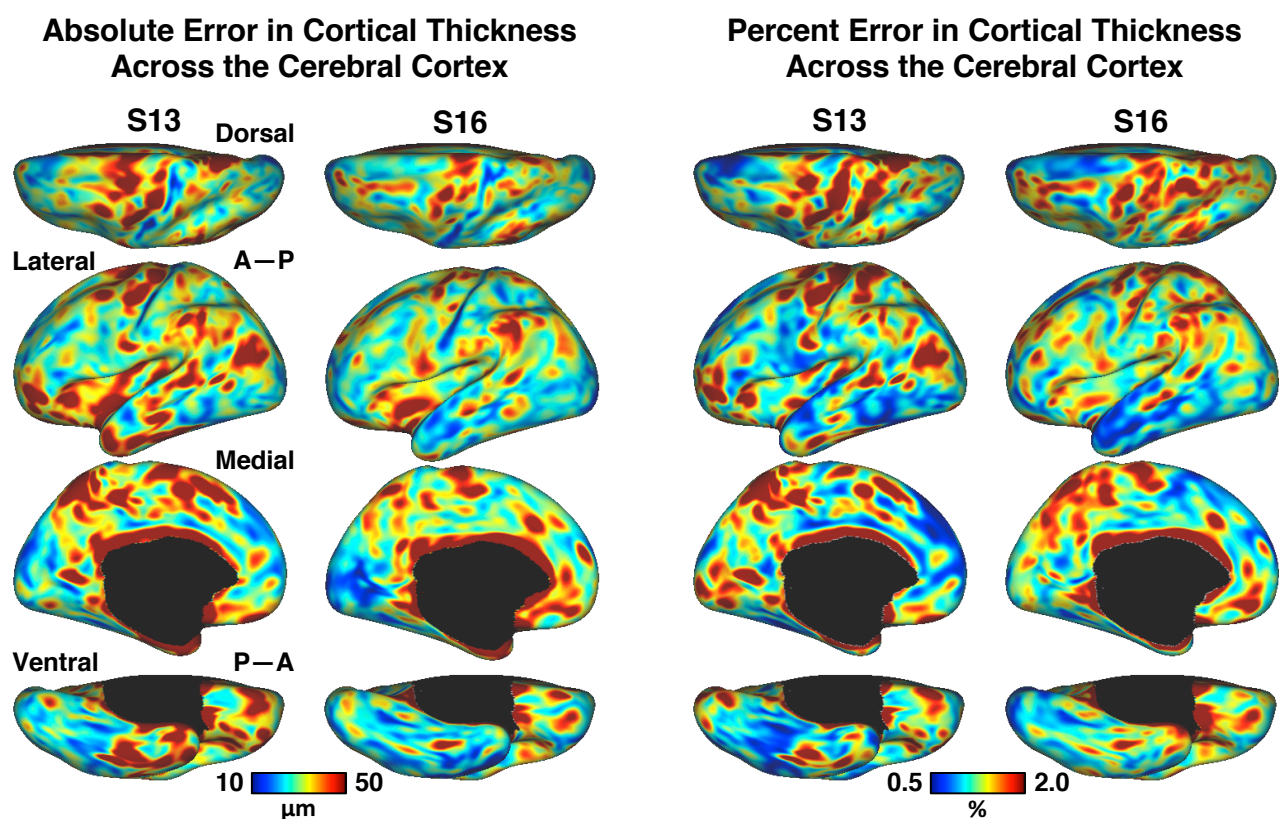 Absolute Error in Cortical Thickness
Across the Cerebral Cortex
Percent Error in Cortical Thickness
Across the Cerebral Cortex
S13 Dorsal S16 S13 S16
Lateral A—P
Medial
Ventral P—A
10 50
µm
0.5 2.0
%